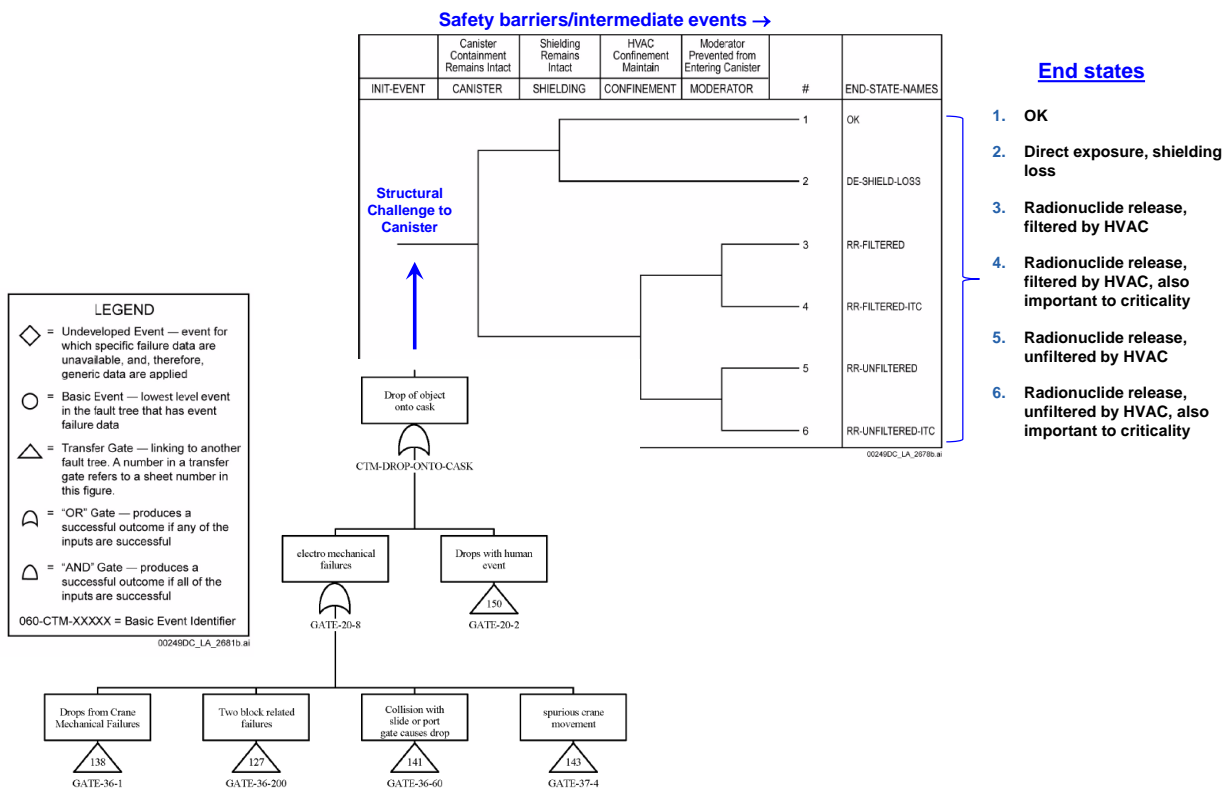 Safety barriers/intermediate events →
Canister
Containment
Remains Intact
Shielding
Remains
Intact
HVAC
Confinement
Maintain
Moderator
Prevented from
Entering Canister
INIT-EVENT
CANISTER
SHIELDING
CONFINEMENT
MODERATOR
#
END-STATE-NAMES
1
OK
2
DE-SHIELD-LOSS
3
RR-FILTERED
4
RR-FILTERED-ITC
5
RR-UNFILTERED
6
RR-UNFILTERED-ITC
00249DC_LA_2678b.ai
Structural
Challenge to
Canister
End states
1. OK
2. Direct exposure, shielding
loss
3. Radionuclide release,
filtered by HVAC
4. Radionuclide release,
filtered by HVAC, also
important to criticality
5. Radionuclide release,
unfiltered by HVAC
6. Radionuclide release,
unfiltered by HVAC, also
important to criticality
LEGEND
= Undeveloped Event — event for
which specific failure data are
unavailable, and, therefore,
generic data are applied
= Basic Event — lowest level event
in the fault tree that has event
failure data
= Transfer Gate — linking to another
fault tree. A number in a transfer
gate refers to a sheet number in
this figure.
= "OR" Gate — produces a
successful outcome if any of the
inputs are successful
= "AND" Gate — produces a
successful outcome if all of the
inputs are successful
060-CTM-XXXXX = Basic Event Identifier
00249DC_LA_2681b.ai
Drop of object
onto cask
CTM-DROP-ONTO-CASK
electro mechanical
failures
GATE-20-8
Drops with human
event
150
GATE-20-2
Drops from Crane
Mechanical Failures
138
GATE-36-1
Two block related
failures
127
GATE-36-200
Collision with
slide or port
gate causes drop
141
GATE-36-60
spurious crane
movement
143
GATE-37-4